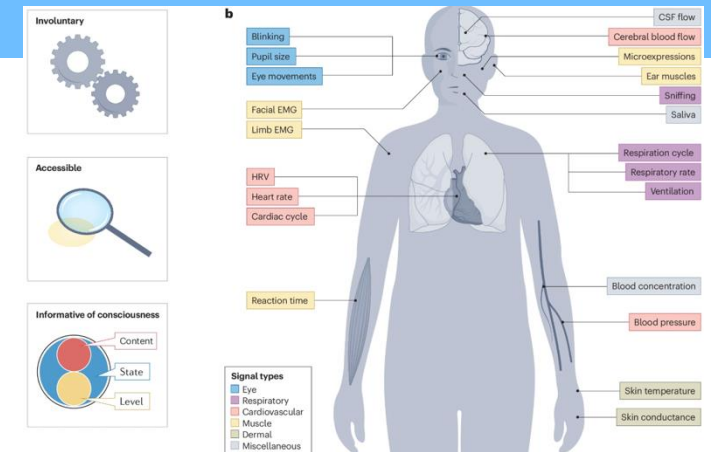 Involuntary
Accessible
Informative of consciousness
Content
State
Level
b
Blinking
Pupil size
Eye movements
Facial EMG
Limb EMG
HRV
Heart rate
Cardiac cycle
Reaction time
Signal types
Eye
Respiratory
Cardiovascular
Muscle
Dermal
Miscellaneous
CSF flow
Cerebral blood flow
Microexpressions
Ear muscles
Sniffing
Saliva
Respiration cycle
Respiratory rate
Ventilation
Blood concentration
Blood pressure
Skin temperature
Skin conductance